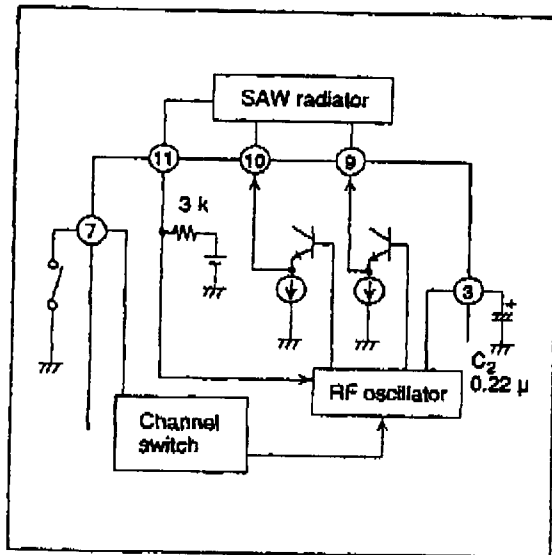 SAW radiator
11
10
9
3 k
7
3
C2
0.22 μ
RF oscillator
Channel
switch